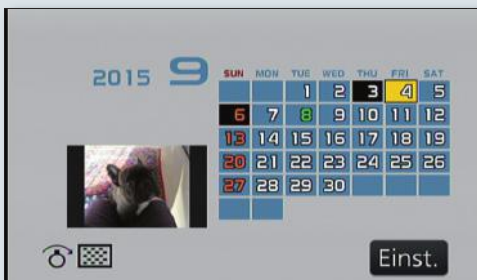 2015 9
SUN MON TUE WED THU FRI SAT
1 2 3 4 5
6 7 8 9 10 11 12
13 14 15 16 17 18 19
20 21 22 23 24 25 26
27 28 29 30
Einst.